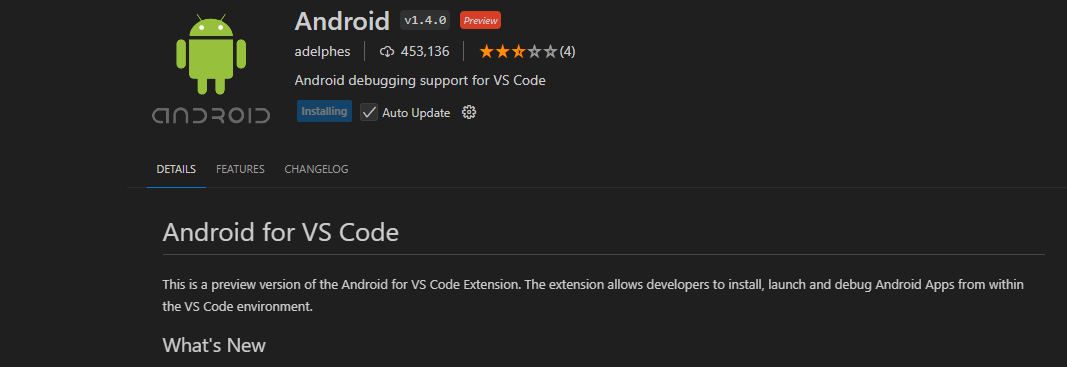 Android v1.4.0 Preview
adelphes 453,136 (4)
Android debugging support for VS Code
Installing Auto Update
ANDROID
DETAILS FEATURES CHANGELOG
Android for VS Code
This is a preview version of the Android for VS Code Extension. The extension allows developers to install, launch and debug Android Apps from within
the VS Code environment.
What's New